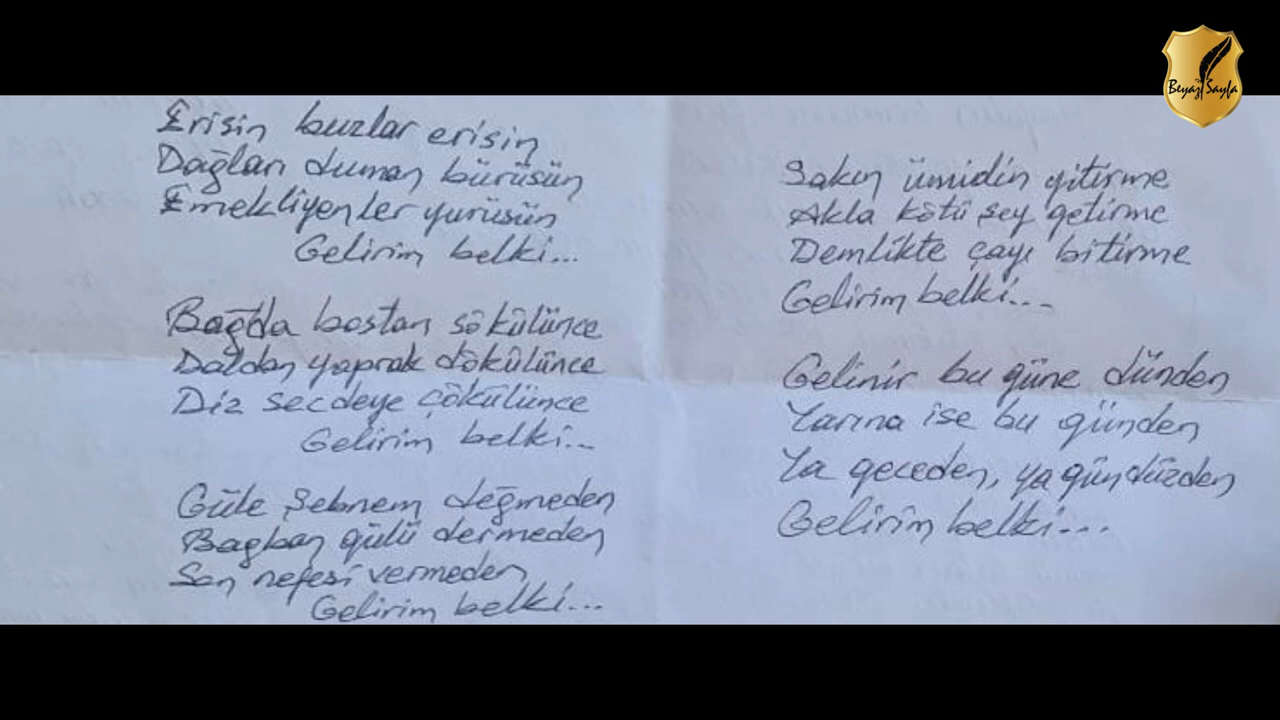 Erisin buzlar erisin
Dağları duman bürüsün
Emekliyenler yürüsün
Gelirim belki...
Bağda bostan sökülünce
Daldan yaprak dökülünce
Diz secdeye çökülünce
Gelirim belki...
Güle Şebnem değmeden
Bağban gülü dermeden
Son nefesi vermeden
Gelirim belki...
Sakın ümidin yitirme
Akla kötü şey getirme
Demlikte çayı bitirme
Gelirim belki...
Gelinir bu güne dünden
Yarına ise bu günden
Ya geceden, ya gündüzden
Gelirim belki...
Beyaz Sayfa